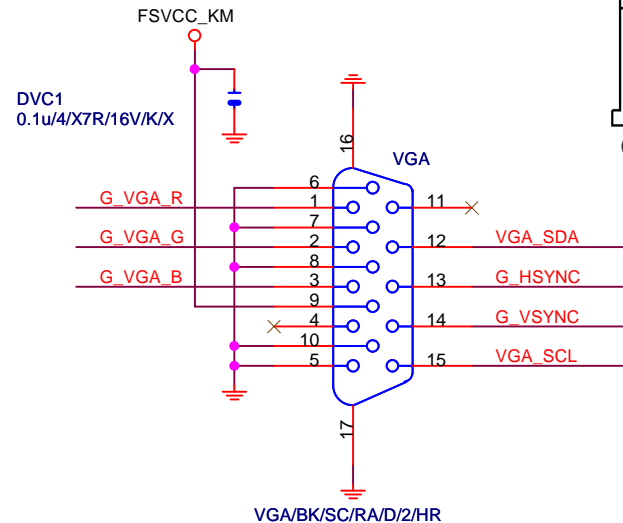 FSVCC_KM
DVC1
0.1u/4/X7R/16V/K/X
16
VGA
6
G_VGA_R 1 11
7
G_VGA_G 2 12 VGA_SDA
8
G_VGA_B 3 13 G_HSYNC
9
4 14 G_VSYNC
10
5 15 VGA_SCL
17
VGA/BK/SC/RA/D/2/HR